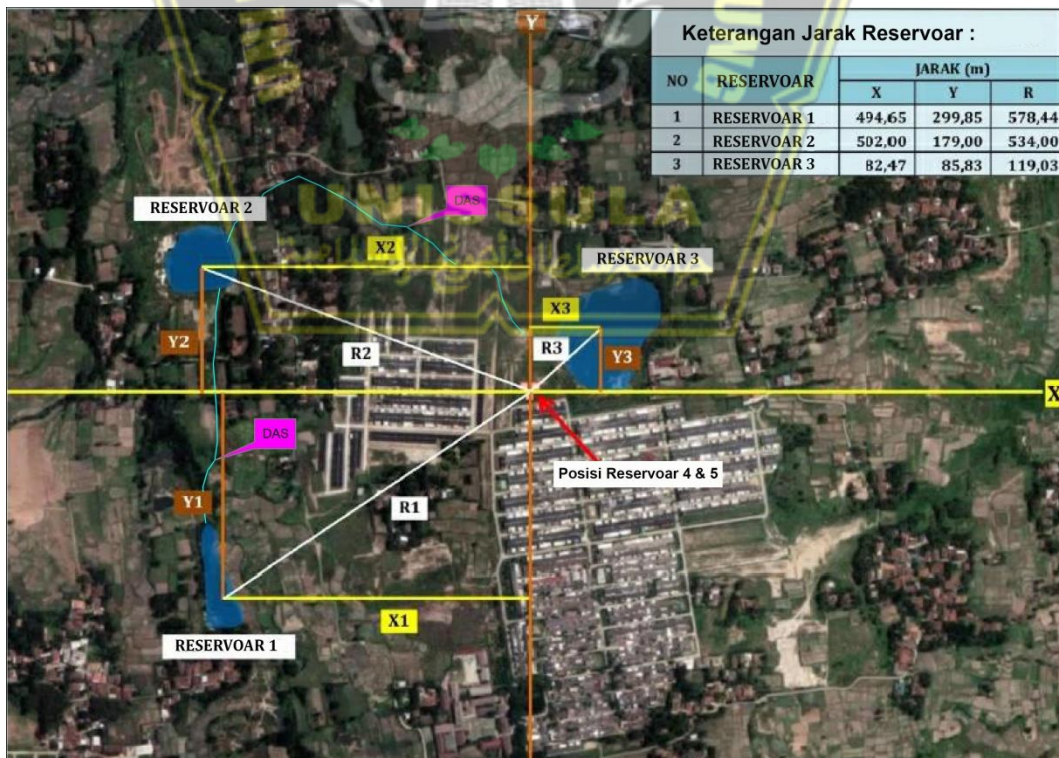 Y
Keterangan Jarak Reservoar :
NO RESERVOAR JARAK (m)
X Y R
1 RESERVOAR 1 494,65 299,85 578,44
2 RESERVOAR 2 502,00 179,00 534,00
3 RESERVOAR 3 82,47 85,83 119,03
RESERVOAR 2
DAS
UNISSULA
X2
RESERVOAR 3
X3
Y2
R2
R3
Y3
X
DAS
Posisi Reservoar 4 & 5
Y1
R1
X1
RESERVOAR 1